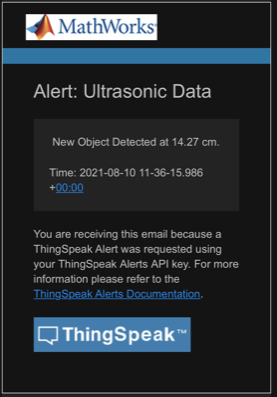 MathWorks
Alert: Ultrasonic Data
New Object Detected at 14.27 cm.
Time: 2021-08-10 11-36-15.986
+00:00
You are receiving this email because a
ThingSpeak Alert was requested using
your ThingSpeak Alerts API key. For more
information please refer to the
ThingSpeak Alerts Documentation.
ThingSpeak™